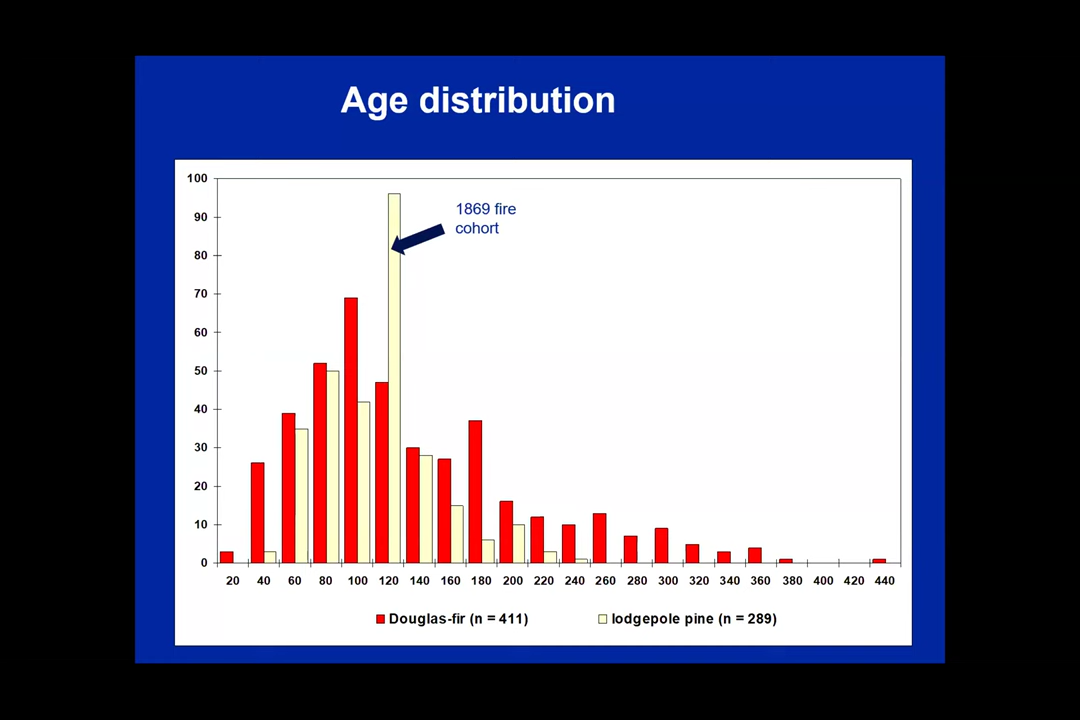 Age distribution
100
90
80
70
60
50
40
30
20
10
0
1869 fire
cohort
20 40 60 80 100 120 140 160 180 200 220 240 260 280 300 320 340 360 380 400 420 440
Douglas-fir (n = 411) lodgepole pine (n = 289)